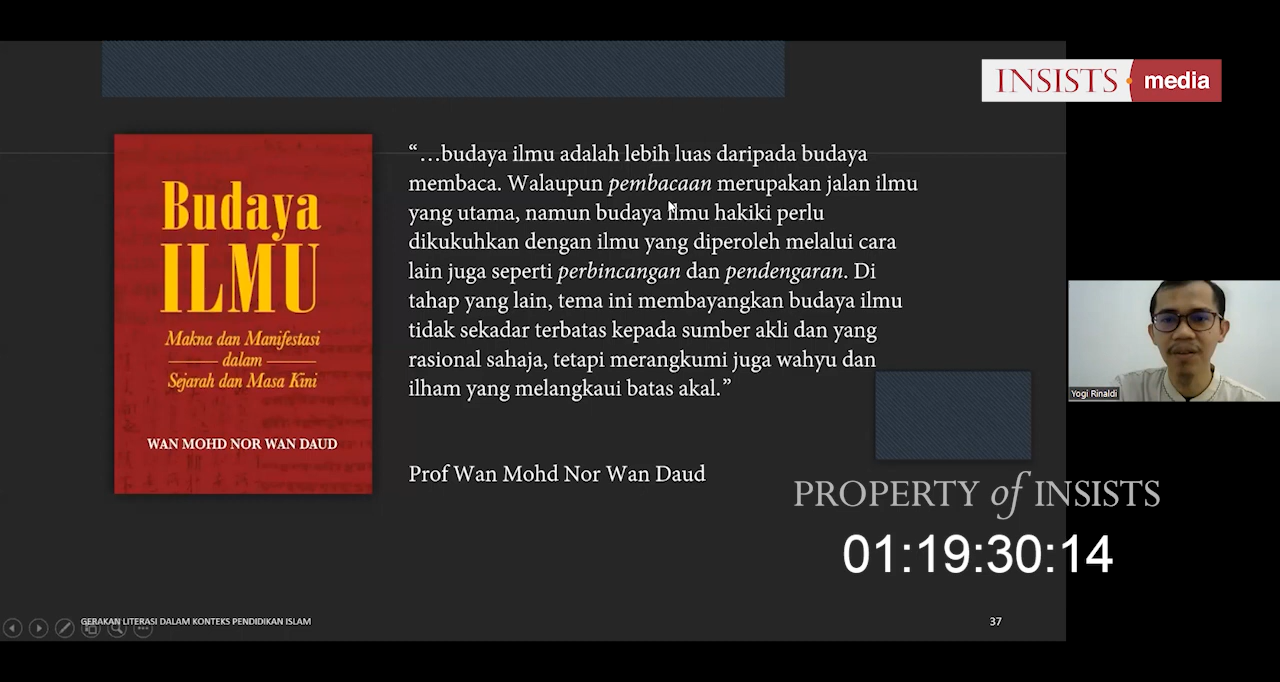 INSISTS media
Budaya
ILMU
Makna dan Manifestasi
dalam
Sejarah dan Masa Kini
WAN MOHD NOR WAN DAUD
“…budaya ilmu adalah lebih luas daripada budaya
membaca. Walaupun pembacaan merupakan jalan ilmu
yang utama, namun budaya ilmu hakiki perlu
dikukuhkan dengan ilmu yang diperoleh melalui cara
lain juga seperti perbincangan dan pendengaran. Di
tahap yang lain, tema ini membayangkan budaya ilmu
tidak sekadar terbatas kepada sumber akli dan yang
rasional sahaja, tetapi merangkumi juga wahyu dan
ilham yang melangkaui batas akal.”
Prof Wan Mohd Nor Wan Daud
Yogi Rinaldi
PROPERTY of INSISTS
01:19:30:14
GERAKAN LITERASI DALAM KONTEKS PENDIDIKAN ISLAM
37